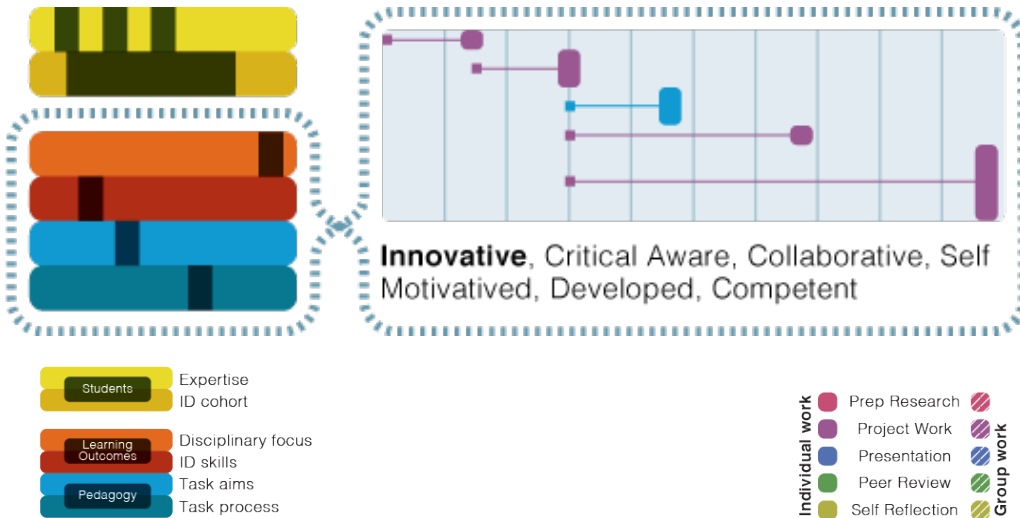 Innovative, Critical Aware, Collaborative, Self
Motivatived, Developed, Competent
Students
Expertise
ID cohort
Learning
Outcomes
Disciplinary focus
ID skills
Pedagogy
Task aims
Task process
Individual work
Prep Research
Project Work
Presentation
Peer Review
Self Reflection
Group work